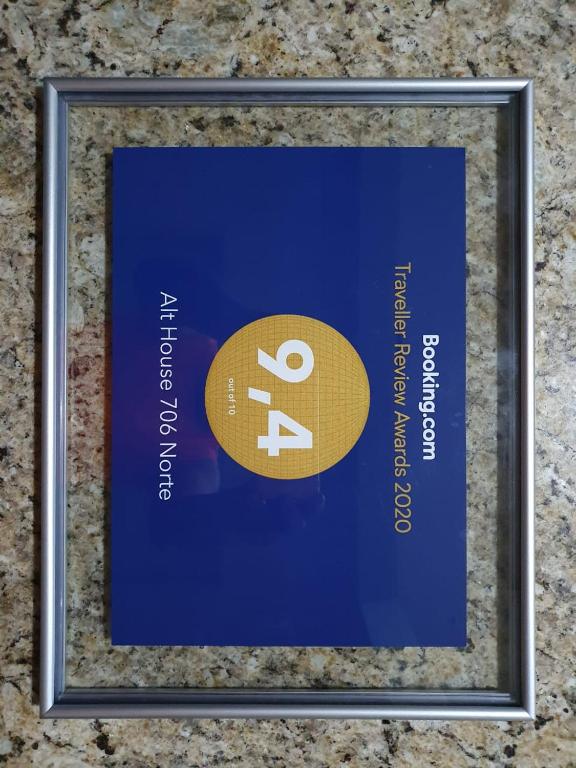 Booking.com
Traveller Review Awards 2020
9,4
out of 10
Alt House 706 Norte